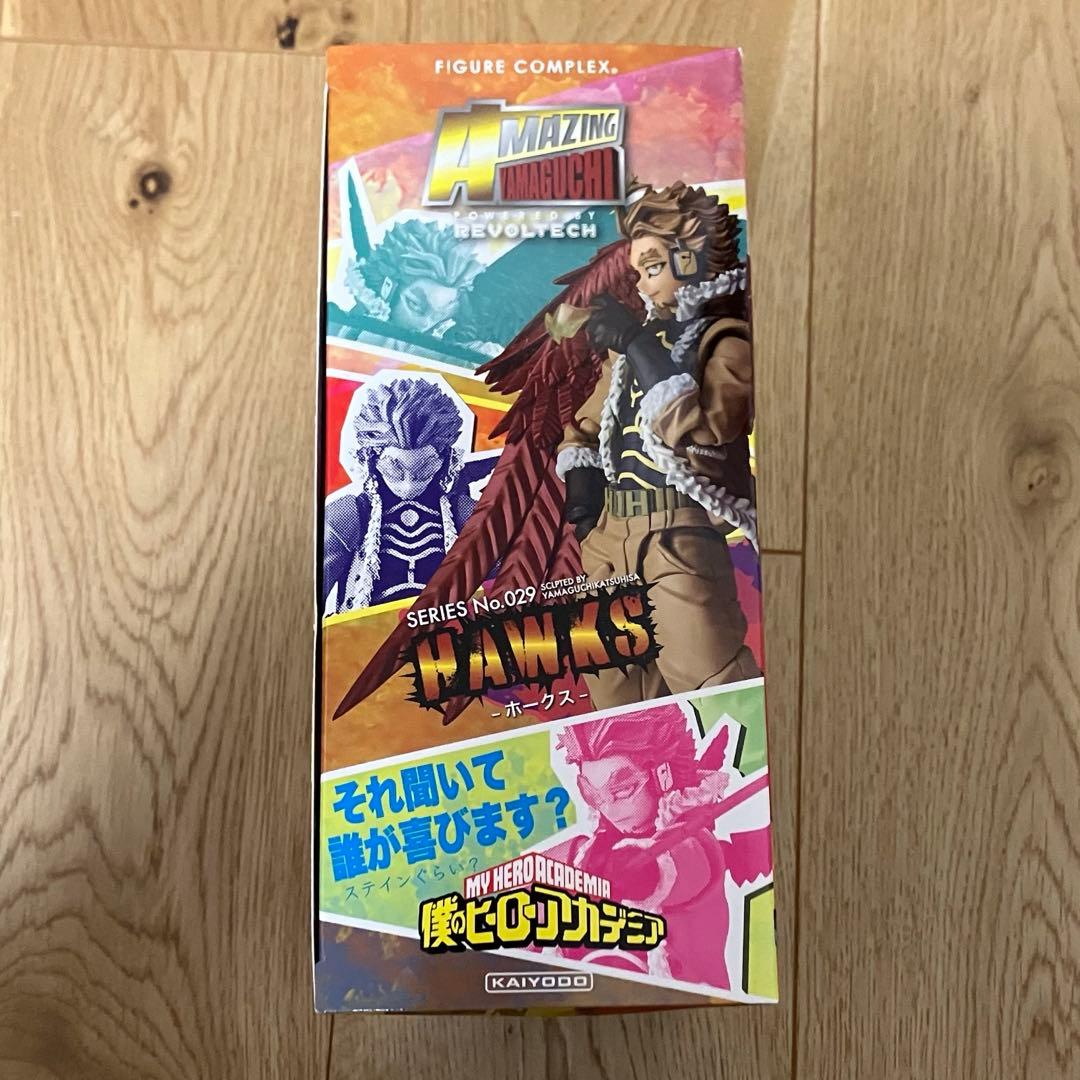 FIGURE COMPLEX®
AMAZING
YAMAGUCHI
POWERED BY
REVOLTECH
SERIES No.029 SCLPTED BY
YAMAGUCHIKATSUHISA
HAWKS
-ホークス-
それ聞いて
誰が喜びます?
ステインぐらい?
MY HERO ACADEMIA
僕のヒーローアカデミア
KAIYODO